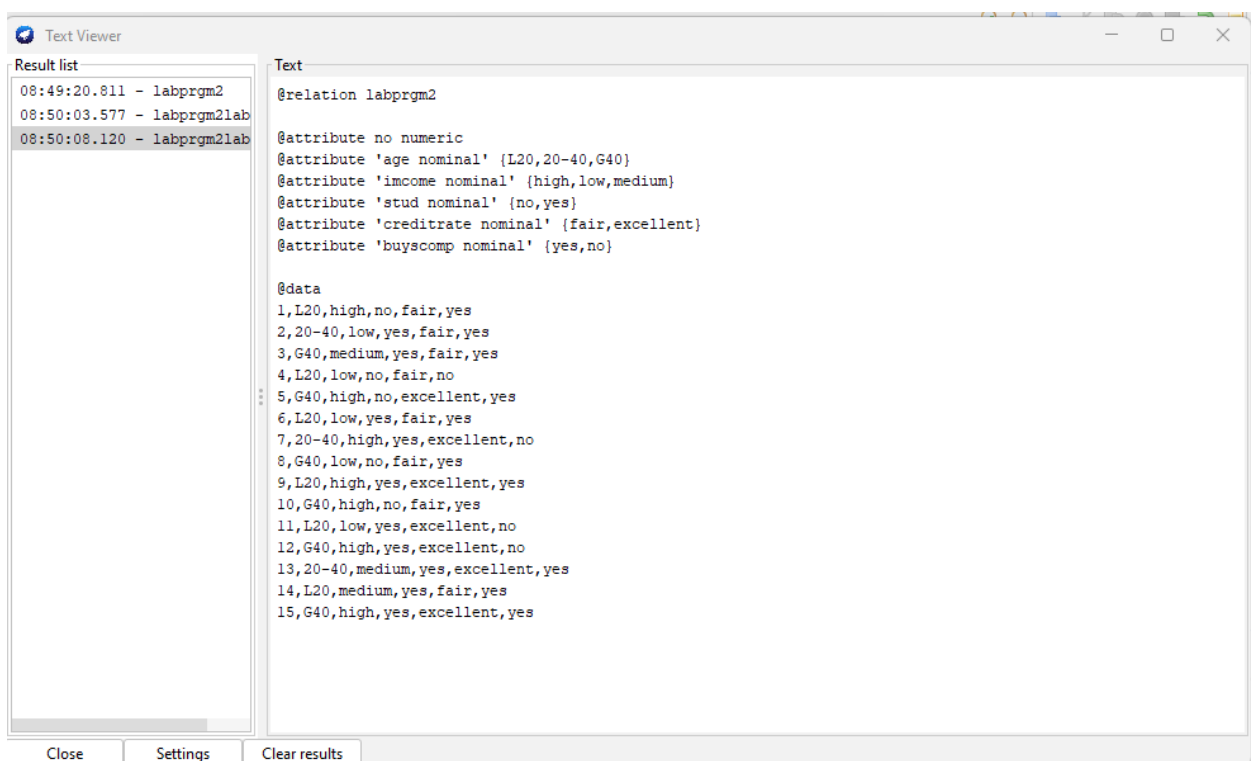 Text Viewer
Result list
08:49:20.811 - labprgm2
08:50:03.577 - labprgm2lab
08:50:08.120 - labprgm2lab
Text
@relation labprgm2
@attribute no numeric
@attribute 'age nominal' {L20,20-40,G40}
@attribute 'imcome nominal' {high,low,medium}
@attribute 'stud nominal' {no,yes}
@attribute 'creditrate nominal' {fair,excellent}
@attribute 'buyscomp nominal' {yes,no}
@data
1,L20,high,no,fair,yes
2,20-40,low,yes,fair,yes
3,G40,medium,yes,fair,yes
4,L20,low,no,fair,no
5,G40,high,no,excellent,yes
6,L20,low,yes,fair,yes
7,20-40,high,yes,excellent,no
8,G40,low,no,fair,yes
9,L20,high,yes,excellent,yes
10,G40,high,no,fair,yes
11,L20,low,yes,excellent,no
12,G40,high,yes,excellent,no
13,20-40,medium,yes,excellent,yes
14,L20,medium,yes,fair,yes
15,G40,high,yes,excellent,yes
Close Settings Clear results